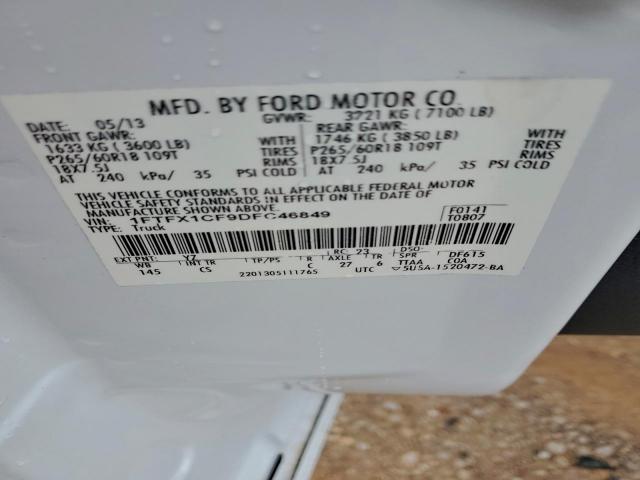 MFD. BY FORD MOTOR CO.
DATE: 05/13 GVWR: 3721 KG ( 7100 LB)
FRONT GAWR: REAR GAWR:
1633 KG ( 3600 LB) WITH 1746 KG ( 3850 LB) WITH
P265/60R18 109T TIRES P265/60R18 109T TIRES
18X7.5J RIMS 18X7.5J RIMS
AT 240 kPa/ 35 PSI COLD AT 240 kPa/ 35 PSI COLD
THIS VEHICLE CONFORMS TO ALL APPLICABLE FEDERAL MOTOR
VEHICLE SAFETY STANDARDS IN EFFECT ON THE DATE OF
MANUFACTURE SHOWN ABOVE.
VIN: 1FTFX1CF9DFC46849 F0141
TYPE: Truck T0807
EXT PNT: YZ RC: 23 DSO:
WB INT TR TP/PS R AXLE TR SPR DF615
145 CS C 27 6 TTAA COA
2201305111765 UTC 5USA-1520472-BA